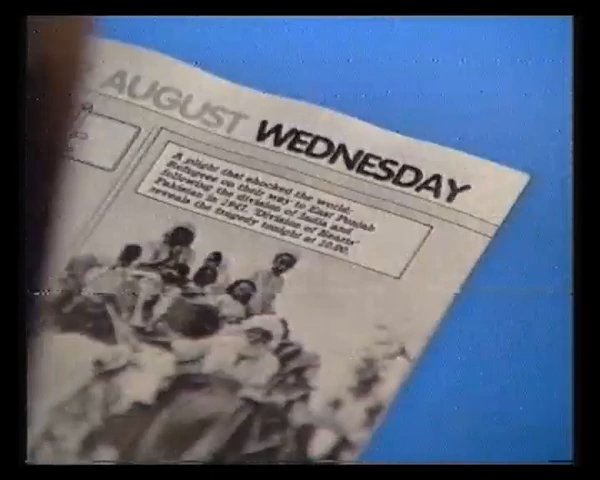 AUGUST WEDNESDAY
A plight that shocked the world.
Refugees on their way to East Punjab
following the division of India and
Pakistan in 1947. 'Division of Hearts'
reveals the tragedy tonight at 10.00.